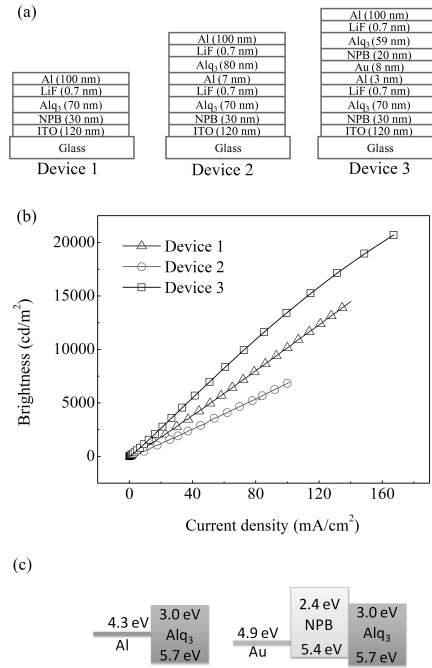 (a)
Al (100 nm)
LiF (0.7 nm)
Alq3 (70 nm)
NPB (30 nm)
ITO (120 nm)
Glass
Device 1
Al (100 nm)
LiF (0.7 nm)
Alq3 (80 nm)
Al (7 nm)
LiF (0.7 nm)
Alq3 (70 nm)
NPB (30 nm)
ITO (120 nm)
Glass
Device 2
Al (100 nm)
LiF (0.7 nm)
Alq3 (59 nm)
NPB (20 nm)
Au (8 nm)
Al (3 nm)
LiF (0.7 nm)
Alq3 (70 nm)
NPB (30 nm)
ITO (120 nm)
Glass
Device 3
(b)
Device 1
Device 2
Device 3
20000
15000
10000
5000
0
Brightness (cd/m²)
0 40 80 120 160
Current density (mA/cm²)
(c)
4.3 eV
Al
3.0 eV
Alq3
5.7 eV
4.9 eV
Au
2.4 eV
NPB
5.4 eV
3.0 eV
Alq3
5.7 eV